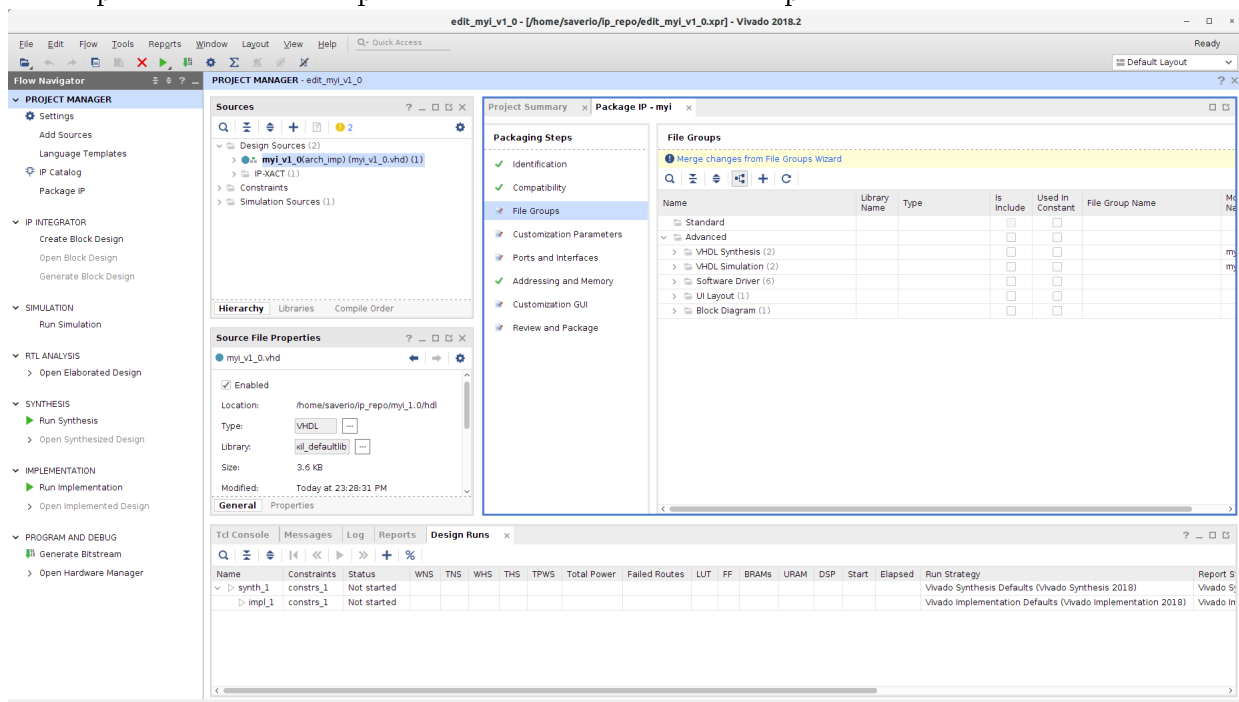 edit_myi_v1_0 - [/home/saverio/ip_repo/edit_myi_v1_0.xpr] - Vivado 2018.2
File Edit Flow Tools Reports Window Layout View Help Q- Quick Access Ready
Default Layout
Flow Navigator
PROJECT MANAGER - edit_myi_v1_0
PROJECT MANAGER
Settings
Add Sources
Language Templates
IP Catalog
Package IP
IP INTEGRATOR
Create Block Design
Open Block Design
Generate Block Design
SIMULATION
Run Simulation
RTL ANALYSIS
Open Elaborated Design
SYNTHESIS
Run Synthesis
Open Synthesized Design
IMPLEMENTATION
Run Implementation
Open Implemented Design
PROGRAM AND DEBUG
Generate Bitstream
Open Hardware Manager
Sources
2
Design Sources (2)
myi_v1_0(arch_imp) (myi_v1_0.vhd) (1)
IP-XACT (1)
Constraints
Simulation Sources (1)
Hierarchy Libraries Compile Order
Source File Properties
myi_v1_0.vhd
Enabled
Location: /home/saverio/ip_repo/myi_1.0/hdl
Type: VHDL
Library: xil_defaultlib
Size: 3.6 KB
Modified: Today at 23:28:31 PM
General Properties
Project Summary Package IP - myi
Packaging Steps
Identification
Compatibility
File Groups
Customization Parameters
Ports and Interfaces
Addressing and Memory
Customization GUI
Review and Package
File Groups
Merge changes from File Groups Wizard
Name Library Name Type Is Include Used In Constant File Group Name Mo Na
Standard
Advanced
VHDL Synthesis (2) my
VHDL Simulation (2) my
Software Driver (6)
UI Layout (1)
Block Diagram (1)
Tcl Console Messages Log Reports Design Runs
Name Constraints Status WNS TNS WHS THS TPWS Total Power Failed Routes LUT FF BRAMs URAM DSP Start Elapsed Run Strategy Report S
synth_1 constrs_1 Not started Vivado Synthesis Defaults (Vivado Synthesis 2018) Vivado Sy
impl_1 constrs_1 Not started Vivado Implementation Defaults (Vivado Implementation 2018) Vivado Im